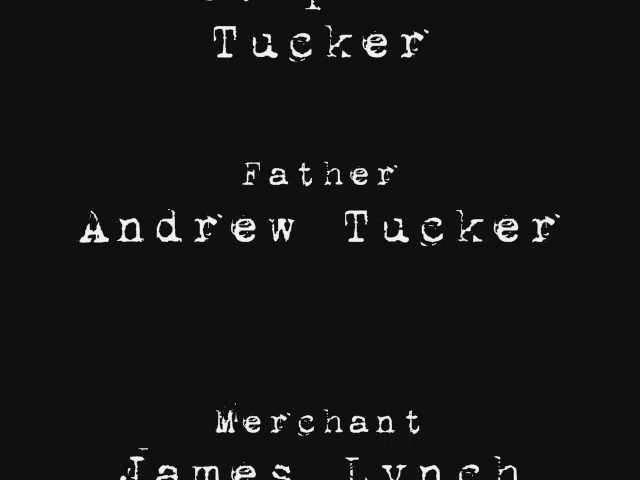 Tucker
Father
Andrew Tucker
Merchant
James Lynch